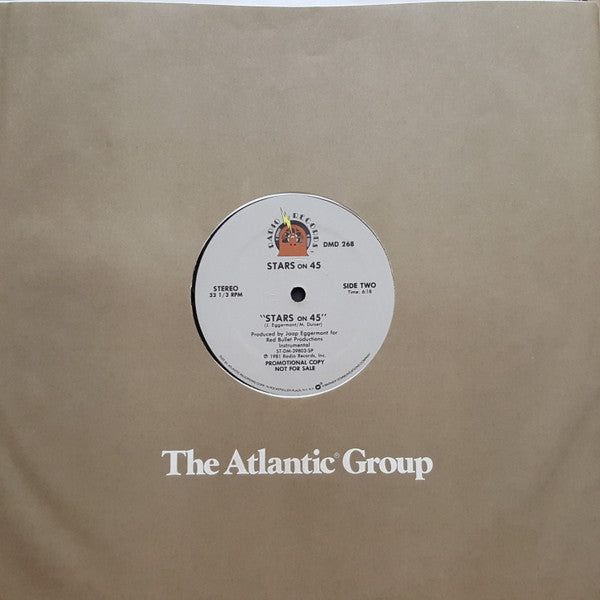 RADIO RECORDS
DMD 268
STARS ON 45
STEREO
33 1/3 RPM
SIDE TWO
Time: 6:18
"STARS ON 45"
(J. Eggermont/M. Duiser)
Produced by Jaap Eggermont for
Red Bullet Productions
Instrumental
ST-DM-39803-SP
℗ 1981 Radio Records, Inc.
PROMOTIONAL COPY
NOT FOR SALE
The Atlantic® Group